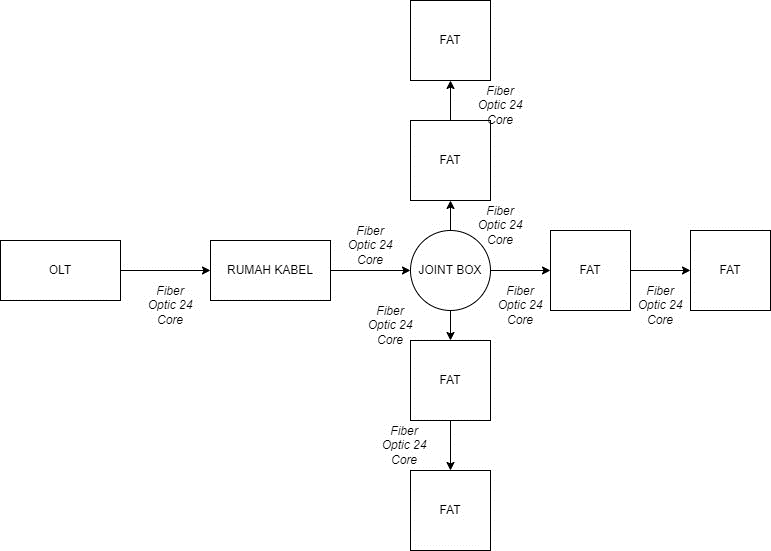 FAT
Fiber
Optic 24
Core
FAT
Fiber
Optic 24
Core
Fiber
Optic 24
Core
OLT
RUMAH KABEL
JOINT BOX
FAT
FAT
Fiber
Optic 24
Core
Fiber
Optic 24
Core
Fiber
Optic 24
Core
Fiber
Optic 24
Core
FAT
Fiber
Optic 24
Core
FAT